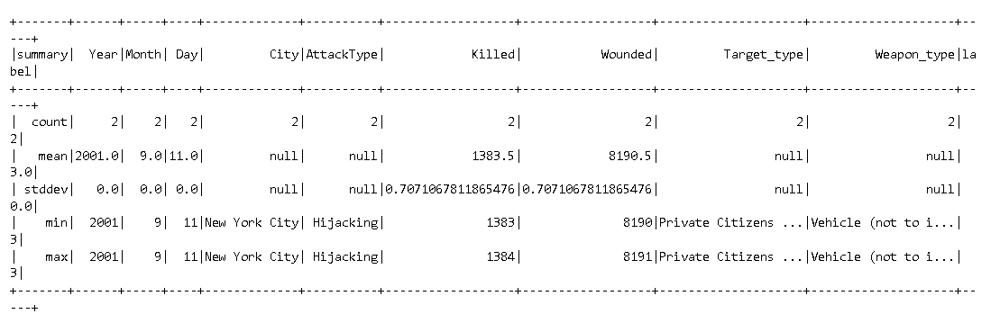 +-------+------+-----+----+-------------+----------+------------------+------------------+--------------------+--------------------+--
---+
|summary|  Year|Month| Day|         City|AttackType|            Killed|           Wounded|         Target_type|         Weapon_type|la
bel|
+-------+------+-----+----+-------------+----------+------------------+------------------+--------------------+--------------------+--
---+
|  count|     2|    2|   2|            2|         2|                 2|                 2|                   2|                   2|
2|
|   mean|2001.0|  9.0|11.0|         null|      null|            1383.5|            8190.5|                null|                null|
3.0|
| stddev|   0.0|  0.0| 0.0|         null|      null|0.7071067811865476|0.7071067811865476|                null|                null|
0.0|
|    min|  2001|    9|  11|New York City| Hijacking|              1383|              8190|Private Citizens ...|Vehicle (not to i...|
3|
|    max|  2001|    9|  11|New York City| Hijacking|              1384|              8191|Private Citizens ...|Vehicle (not to i...|
3|
+-------+------+-----+----+-------------+----------+------------------+------------------+--------------------+--------------------+--
---+